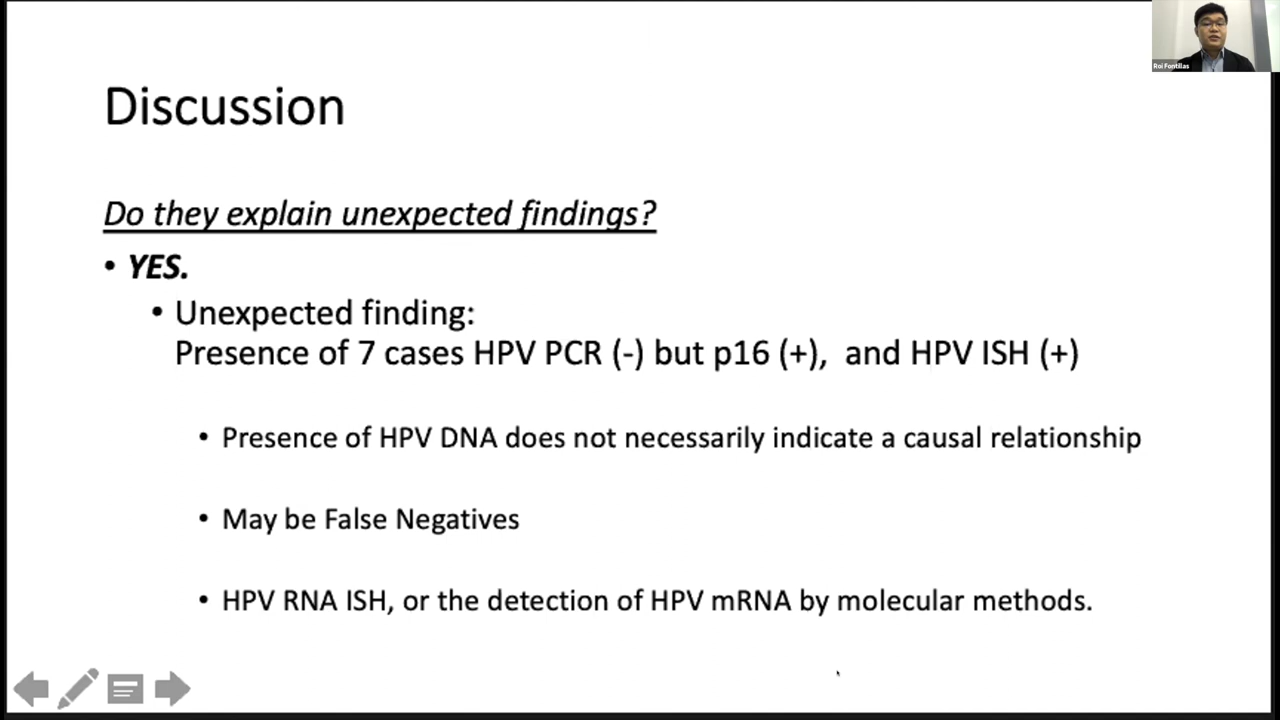 Roi Fontillas
Discussion
Do they explain unexpected findings?
• YES.
• Unexpected finding:
Presence of 7 cases HPV PCR (-) but p16 (+), and HPV ISH (+)
• Presence of HPV DNA does not necessarily indicate a causal relationship
• May be False Negatives
• HPV RNA ISH, or the detection of HPV mRNA by molecular methods.